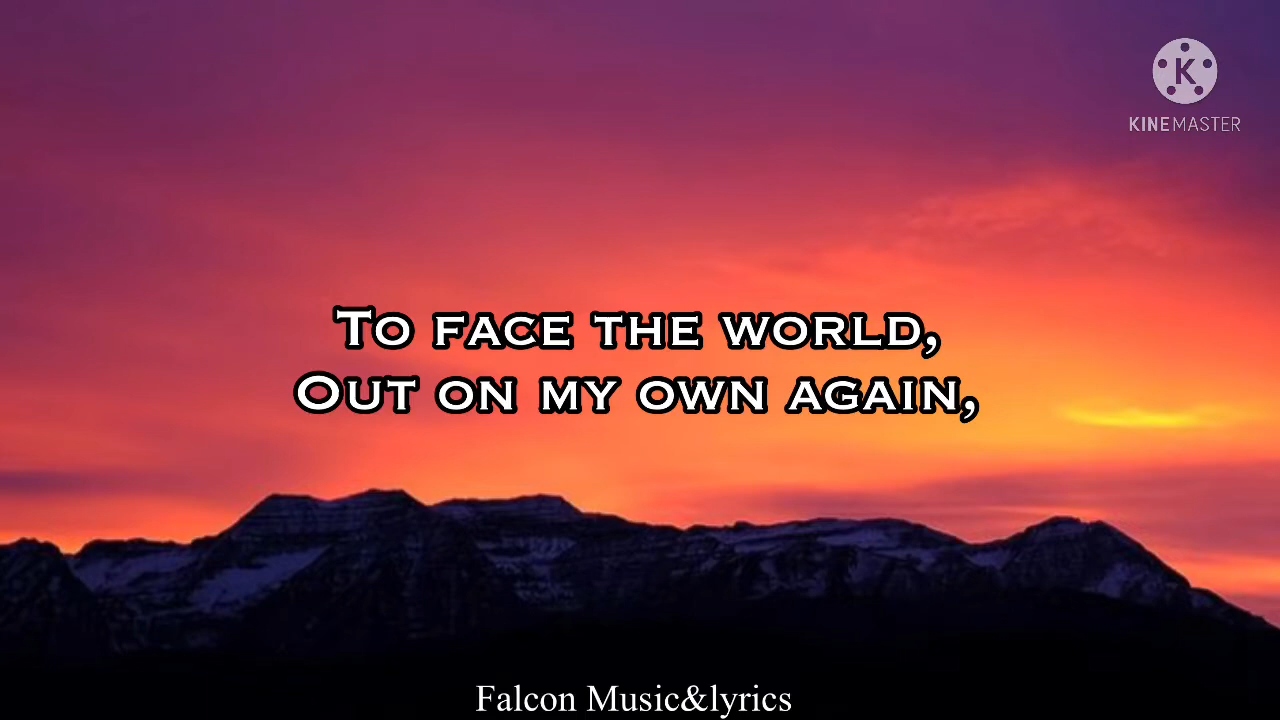 K
KINEMASTER
TO FACE THE WORLD,
OUT ON MY OWN AGAIN,
Falcon Music&lyrics